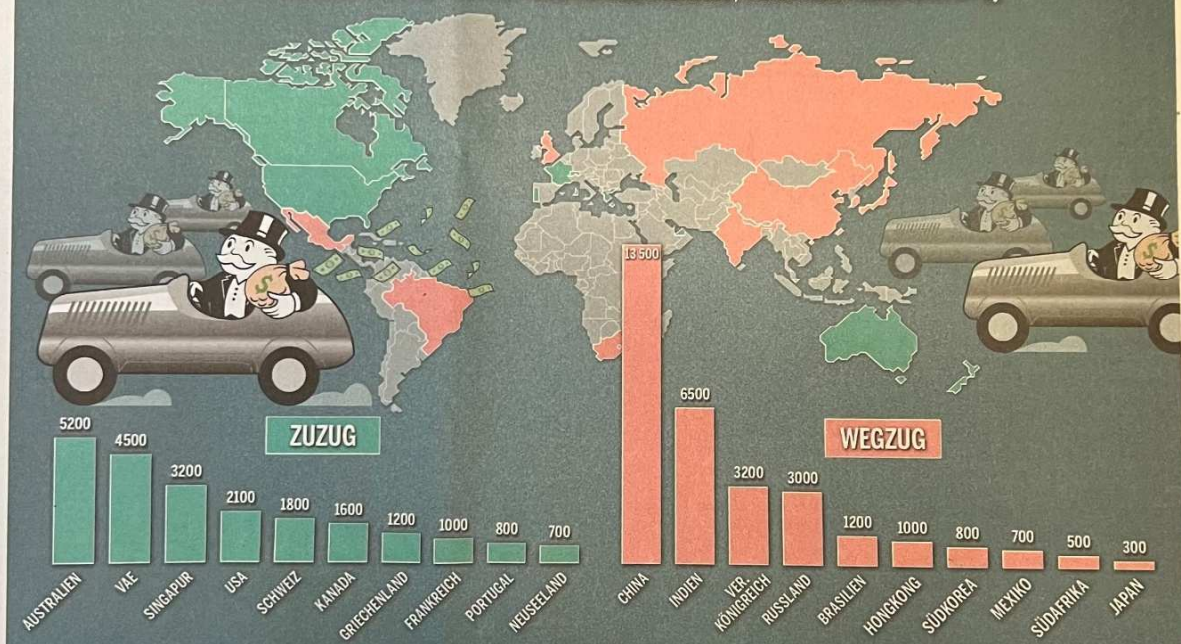 ZUZUG
5200
AUSTRALIEN
4500
VAE
3200
SINGAPUR
2100
USA
1800
SCHWEIZ
1600
KANADA
1200
GRIECHENLAND
1000
FRANKREICH
800
PORTUGAL
700
NEUSEELAND
WEGZUG
13 500
CHINA
6500
INDIEN
3200
VER-
KÖNIGREICH
3000
RUSSLAND
1200
BRASILIEN
1000
HONGKONG
800
SÜDKOREA
700
MEXIKO
500
SÜDAFRIKA
300
JAPAN